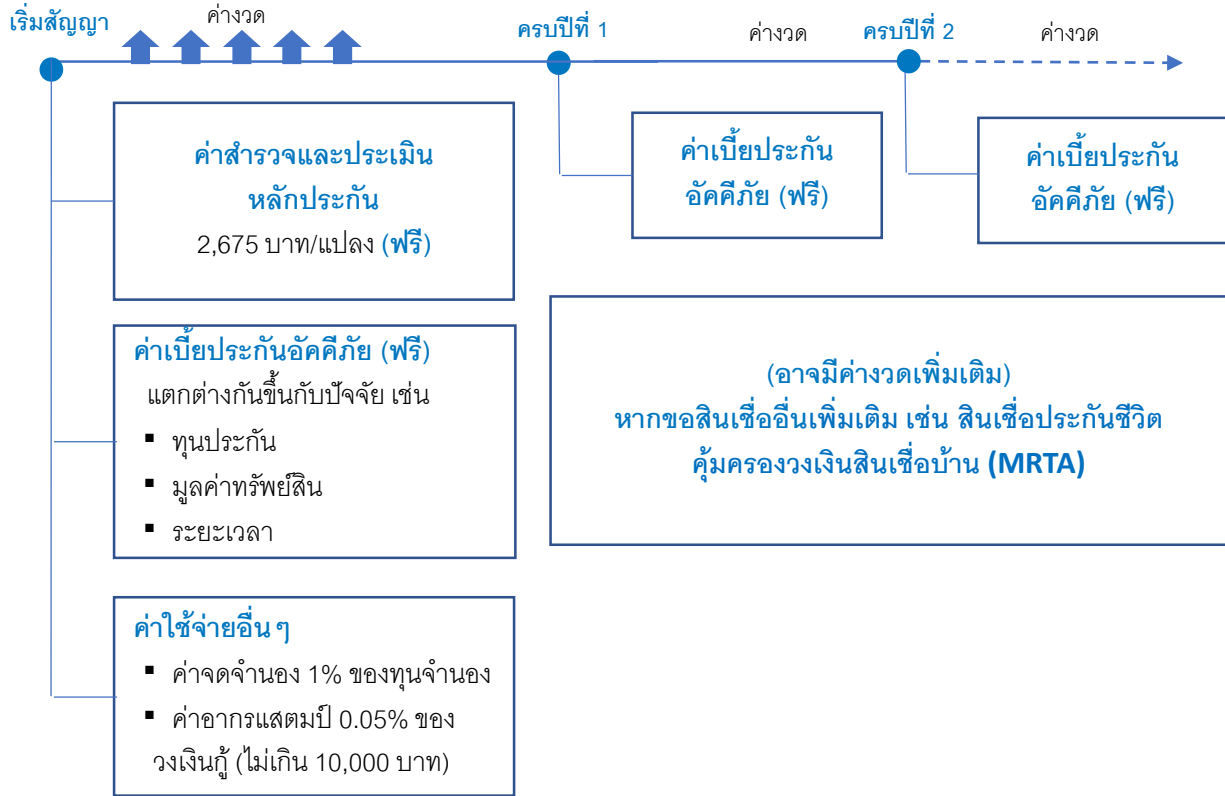 เริ่มสัญญา
ค่างวด
ครบปีที่ 1
ค่างวด
ครบปีที่ 2
ค่างวด
ค่าสำรวจและประเมิน
หลักประกัน
2,675 บาท/แปลง (ฟรี)
ค่าเบี้ยประกัน
อัคคีภัย (ฟรี)
ค่าเบี้ยประกัน
อัคคีภัย (ฟรี)
ค่าเบี้ยประกันอัคคีภัย (ฟรี)
แตกต่างกันขึ้นกับปัจจัย เช่น
▪ ทุนประกัน
▪ มูลค่าทรัพย์สิน
▪ ระยะเวลา
(อาจมีค่างวดเพิ่มเติม)
หากขอสินเชื่ออื่นเพิ่มเติม เช่น สินเชื่อประกันชีวิต
คุ้มครองวงเงินสินเชื่อบ้าน (MRTA)
ค่าใช้จ่ายอื่น ๆ
▪ ค่าจดจำนอง 1% ของทุนจำนอง
▪ ค่าอากรแสตมป์ 0.05% ของ
วงเงินกู้ (ไม่เกิน 10,000 บาท)